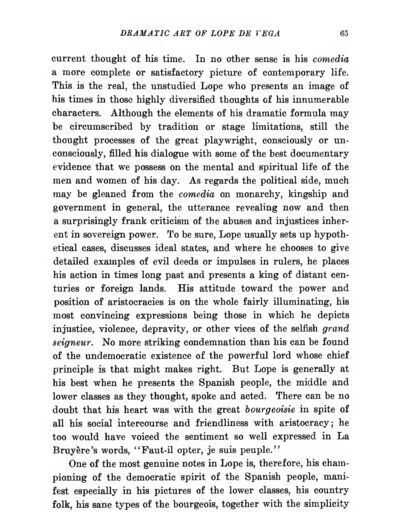 DRAMATIC ART OF LOPE DE VEGA 65
current thought of his time. In no other sense is his comedia
a more complete or satisfactory picture of contemporary life.
This is the real, the unstudied Lope who presents an image of
his times in those highly diversified thoughts of his innumerable
characters. Although the elements of his dramatic formula may
be circumscribed by tradition or stage limitations, still the
thought processes of the great playwright, consciously or un-
consciously, filled his dialogue with some of the best documentary
evidence that we possess on the mental and spiritual life of the
men and women of his day. As regards the political side, much
may be gleaned from the comedia on monarchy, kingship and
government in general, the utterance revealing now and then
a surprisingly frank criticism of the abuses and injustices inher-
ent in sovereign power. To be sure, Lope usually sets up hypoth-
etical cases, discusses ideal states, and where he chooses to give
detailed examples of evil deeds or impulses in rulers, he places
his action in times long past and presents a king of distant cen-
turies or foreign lands. His attitude toward the power and
position of aristocracies is on the whole fairly illuminating, his
most convincing expressions being those in which he depicts
injustice, violence, depravity, or other vices of the selfish grand
seigneur. No more striking condemnation than his can be found
of the undemocratic existence of the powerful lord whose chief
principle is that might makes right. But Lope is generally at
his best when he presents the Spanish people, the middle and
lower classes as they thought, spoke and acted. There can be no
doubt that his heart was with the great bourgeoisie in spite of
all his social intercourse and friendliness with aristocracy; he
too would have voiced the sentiment so well expressed in La
Bruyère's words, "Faut-il opter, je suis peuple."
One of the most genuine notes in Lope is, therefore, his cham-
pioning of the democratic spirit of the Spanish people, mani-
fest especially in his pictures of the lower classes, his country
folk, his sane types of the bourgeois, together with the simplicity